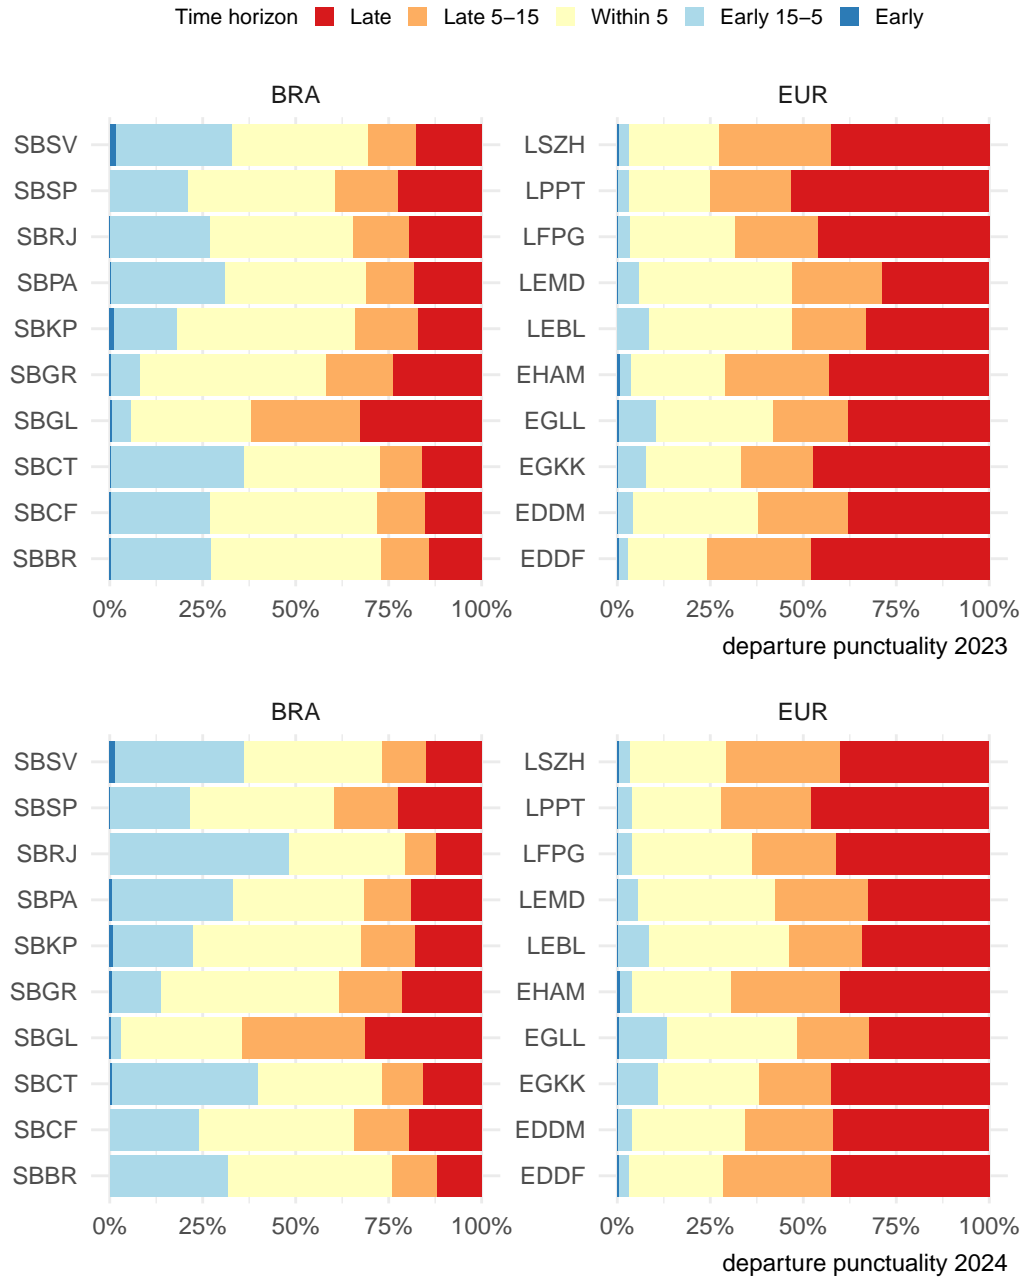 Time horizon Late Late 5−15 Within 5 Early 15−5 Early
BRA EUR
SBSV LSZH
SBSP LPPT
SBRJ LFPG
SBPA LEMD
SBKP LEBL
SBGR EHAM
SBGL EGLL
SBCT EGKK
SBCF EDDM
SBBR EDDF
0% 25% 50% 75% 100% 0% 25% 50% 75% 100%
departure punctuality 2023
BRA EUR
SBSV LSZH
SBSP LPPT
SBRJ LFPG
SBPA LEMD
SBKP LEBL
SBGR EHAM
SBGL EGLL
SBCT EGKK
SBCF EDDM
SBBR EDDF
0% 25% 50% 75% 100% 0% 25% 50% 75% 100%
departure punctuality 2024